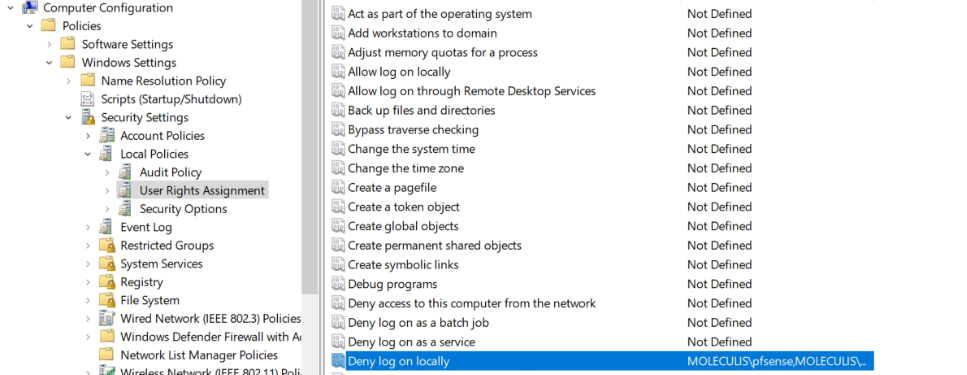 Computer Configuration
Policies
Software Settings
Windows Settings
Name Resolution Policy
Scripts (Startup/Shutdown)
Security Settings
Account Policies
Local Policies
Audit Policy
User Rights Assignment
Security Options
Event Log
Restricted Groups
System Services
Registry
File System
Wired Network (IEEE 802.3) Policies
Windows Defender Firewall with A
Network List Manager Policies
Wireless Network (IEEE 802.11) Poli
Act as part of the operating system Not Defined
Add workstations to domain Not Defined
Adjust memory quotas for a process Not Defined
Allow log on locally Not Defined
Allow log on through Remote Desktop Services Not Defined
Back up files and directories Not Defined
Bypass traverse checking Not Defined
Change the system time Not Defined
Change the time zone Not Defined
Create a pagefile Not Defined
Create a token object Not Defined
Create global objects Not Defined
Create permanent shared objects Not Defined
Create symbolic links Not Defined
Debug programs Not Defined
Deny access to this computer from the network Not Defined
Deny log on as a batch job Not Defined
Deny log on as a service Not Defined
Deny log on locally MOLECULIS\pfsense,MOLECULIS\...